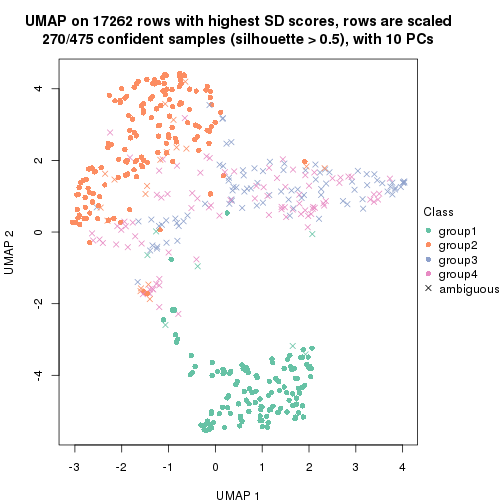 UMAP on 17262 rows with highest SD scores, rows are scaled
270/475 confident samples (silhouette > 0.5), with 10 PCs
4
2
0
-2
-4
UMAP 2
-3
-2
-1
0
1
2
3
4
UMAP 1
Class
group1
group2
group3
group4
ambiguous